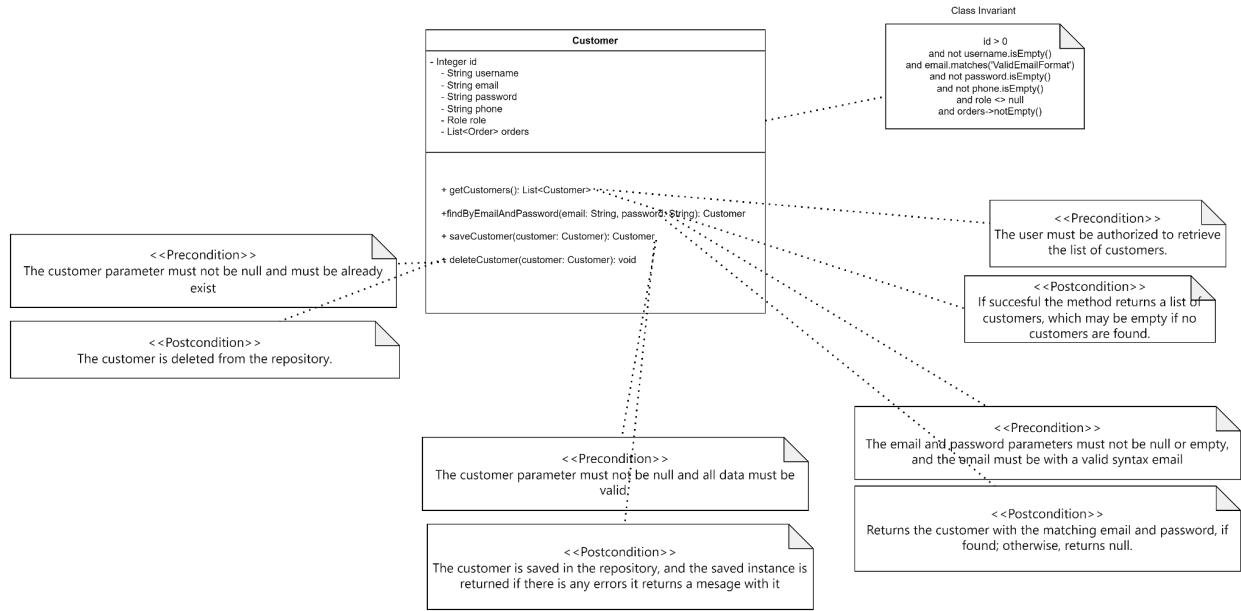 Class Invariant
Customer
- Integer id
- String username
- String email
- String password
- String phone
- Role role
- List<Order> orders
id > 0
and not username.isEmpty()
and email.matches('ValidEmailFormat')
and not password.isEmpty()
and not phone.isEmpty()
and role <> null
and orders->notEmpty()
+ getCustomers(): List<Customer>
+findByEmailAndPassword(email: String, password: String): Customer
+ saveCustomer(customer: Customer): Customer
+ deleteCustomer(customer: Customer): void
<<Precondition>>
The user must be authorized to retrieve
the list of customers.
<<Precondition>>
The customer parameter must not be null and must be already
exist
<<Postcondition>>
If succesful the method returns a list of
customers, which may be empty if no
customers are found.
<<Postcondition>>
The customer is deleted from the repository.
<<Precondition>>
The email and password parameters must not be null or empty,
and the email must be with a valid syntax email
<<Precondition>>
The customer parameter must not be null and all data must be
valid.
<<Postcondition>>
Returns the customer with the matching email and password, if
found; otherwise, returns null.
<<Postcondition>>
The customer is saved in the repository, and the saved instance is
returned if there is any errors it returns a mesage with it